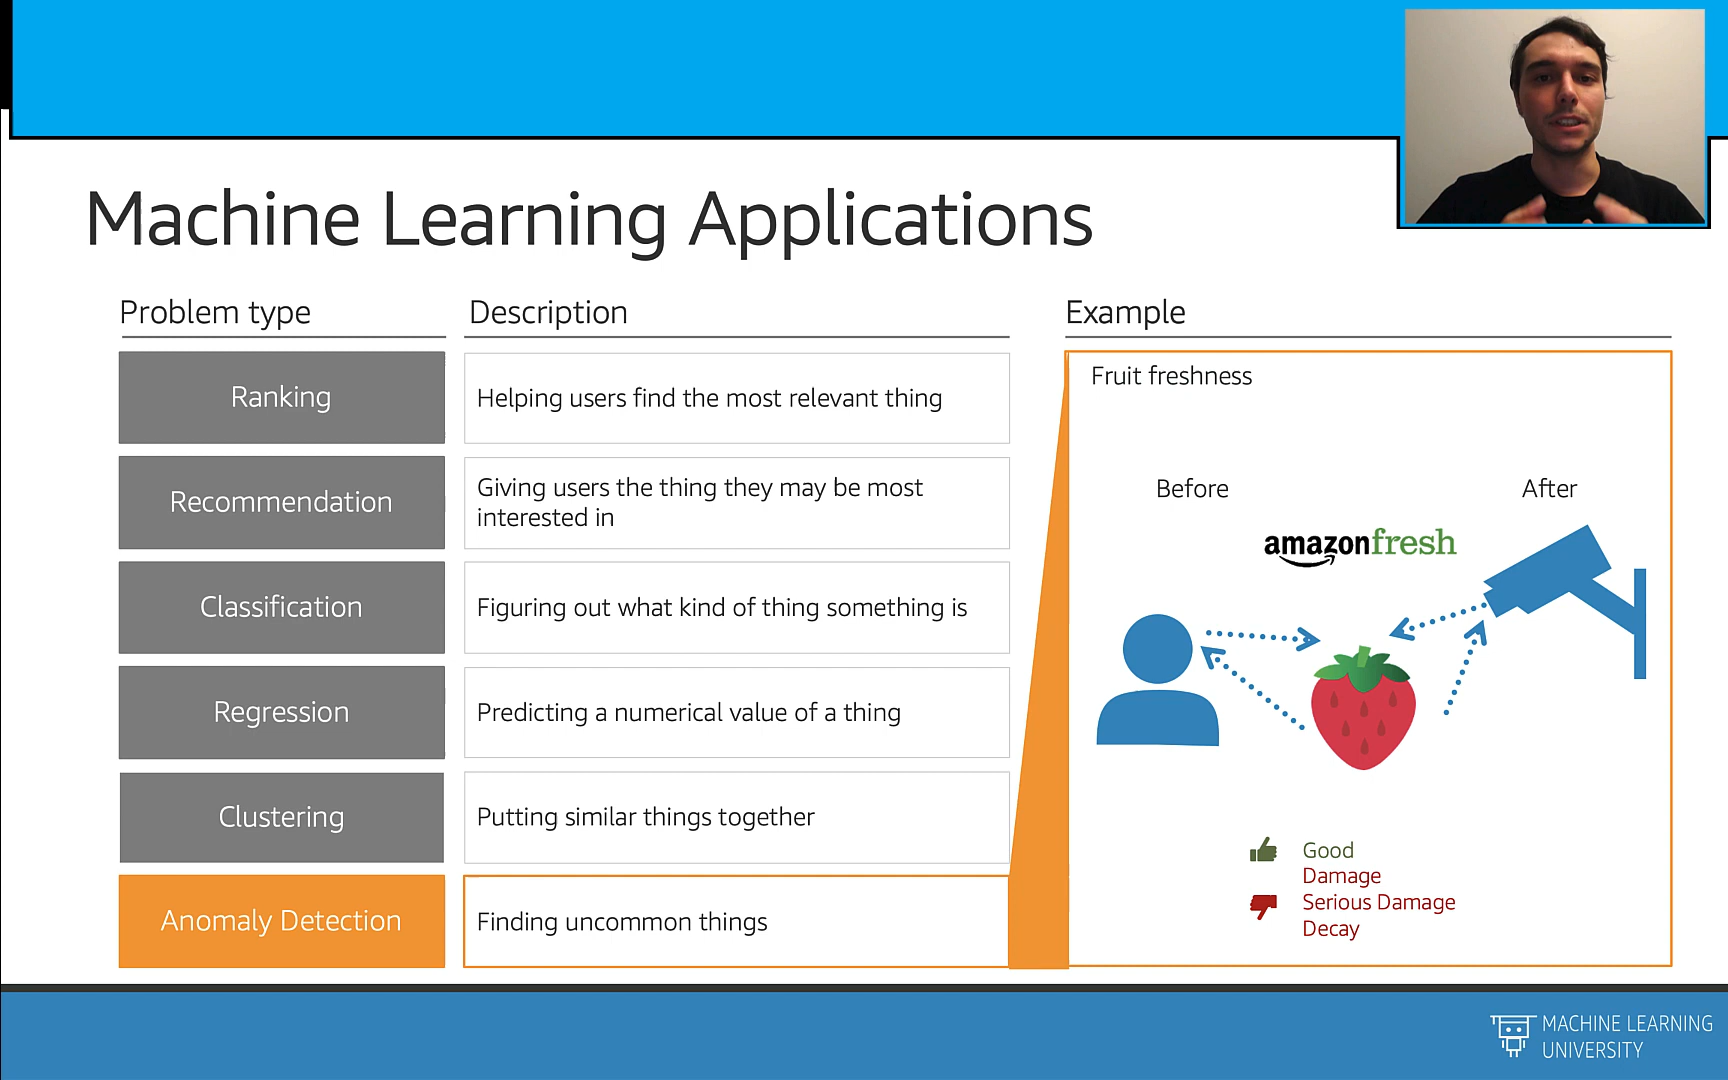 Machine Learning Applications
Problem type
Description
Example
Ranking
Helping users find the most relevant thing
Recommendation
Giving users the thing they may be most
interested in
Classification
Figuring out what kind of thing something is
Regression
Predicting a numerical value of a thing
Clustering
Putting similar things together
Anomaly Detection
Finding uncommon things
Fruit freshness
Before
After
amazonfresh
Good
Damage
Serious Damage
Decay
MACHINE LEARNING
UNIVERSITY